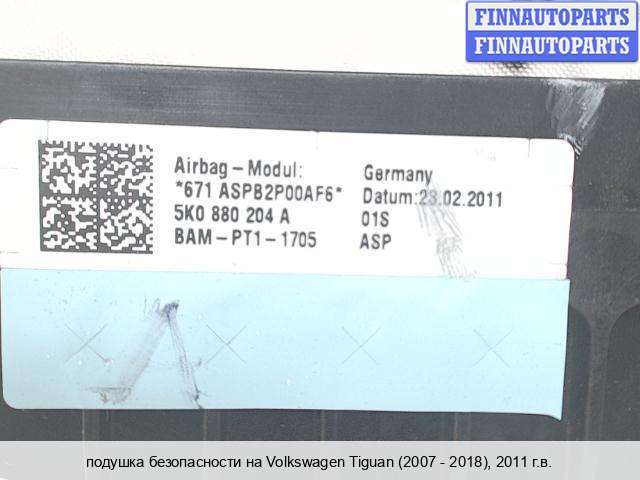 FINNAUTOPARTS
FINNAUTOPARTS
Airbag-Modul:
*671 ASPB2P00AF6*
5K0 880 204 A
BAM-PT1-1705
Germany
Datum:23.02.2011
01S
ASP
подушка безопасности на Volkswagen Tiguan (2007 - 2018), 2011 г.в.